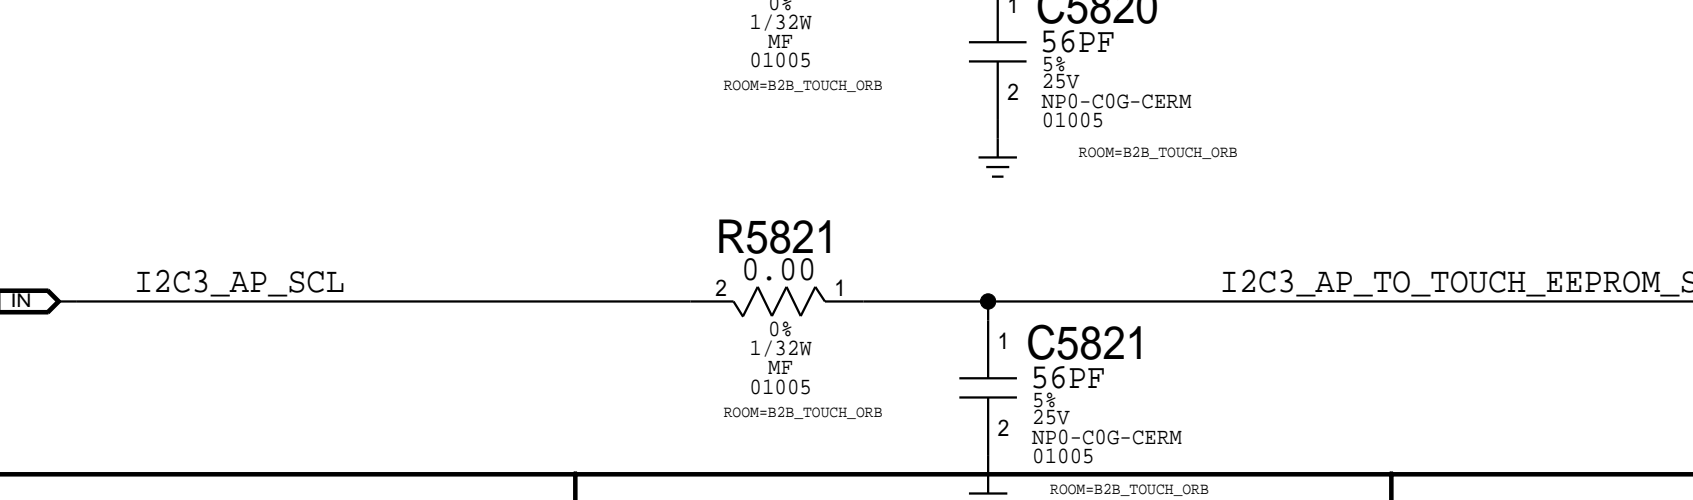 0%
1/32W
MF
01005
ROOM=B2B_TOUCH_ORB
1
C5820
56PF
5%
25V
2
NP0-C0G-CERM
01005
ROOM=B2B_TOUCH_ORB
R5821
0.00
IN
I2C3_AP_SCL
2
1
I2C3_AP_TO_TOUCH_EEPROM_S
0%
1/32W
MF
01005
ROOM=B2B_TOUCH_ORB
1
C5821
56PF
5%
25V
2
NP0-C0G-CERM
01005
ROOM=B2B_TOUCH_ORB